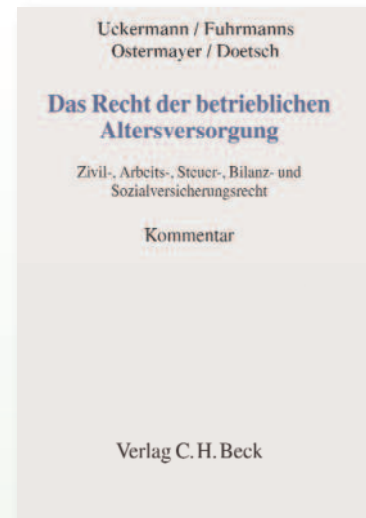 Uckermann / Fuhrmanns
Ostermayer / Doetsch
Das Recht der betrieblichen
Altersversorgung
Zivil-, Arbeits-, Steuer-, Bilanz- und
Sozialversicherungsrecht
Kommentar
Verlag C. H. Beck